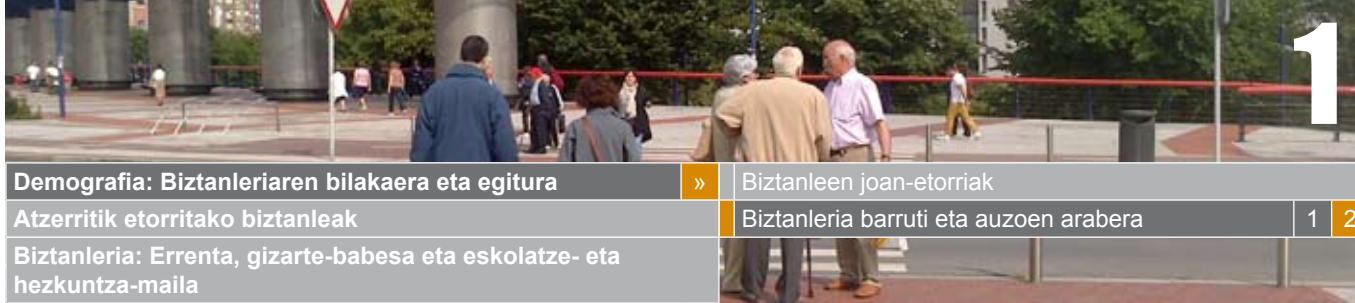 1
Demografia: Biztanleriaren bilakaera eta egitura »
Atzerritik etorritako biztanleak
Biztanleria: Errenta, gizarte-babesa eta eskolatze- eta
hezkuntza-maila
Biztanleen joan-etorriak
Biztanleria barruti eta auzoen arabera 1 2